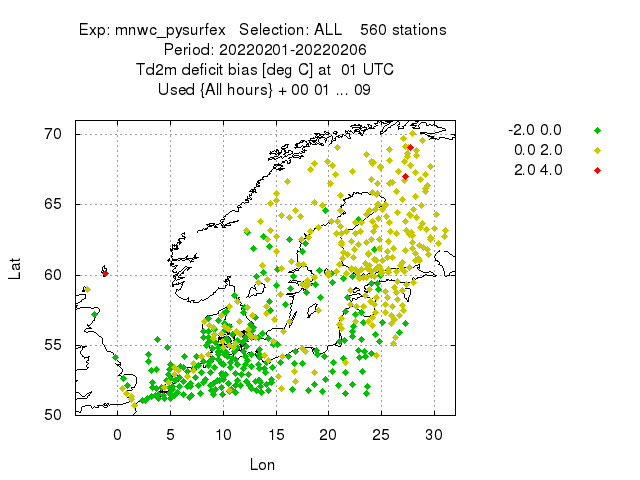 Exp: mnwc_pysurfex   Selection: ALL    560 stations
Period: 20220201-20220206
Td2m deficit bias [deg C] at  01 UTC
Used {All hours} + 00 01 ... 09
-2.0 0.0
0.0 2.0
2.0 4.0
70
65
60
55
50
Lat
0 5 10 15 20 25 30
Lon